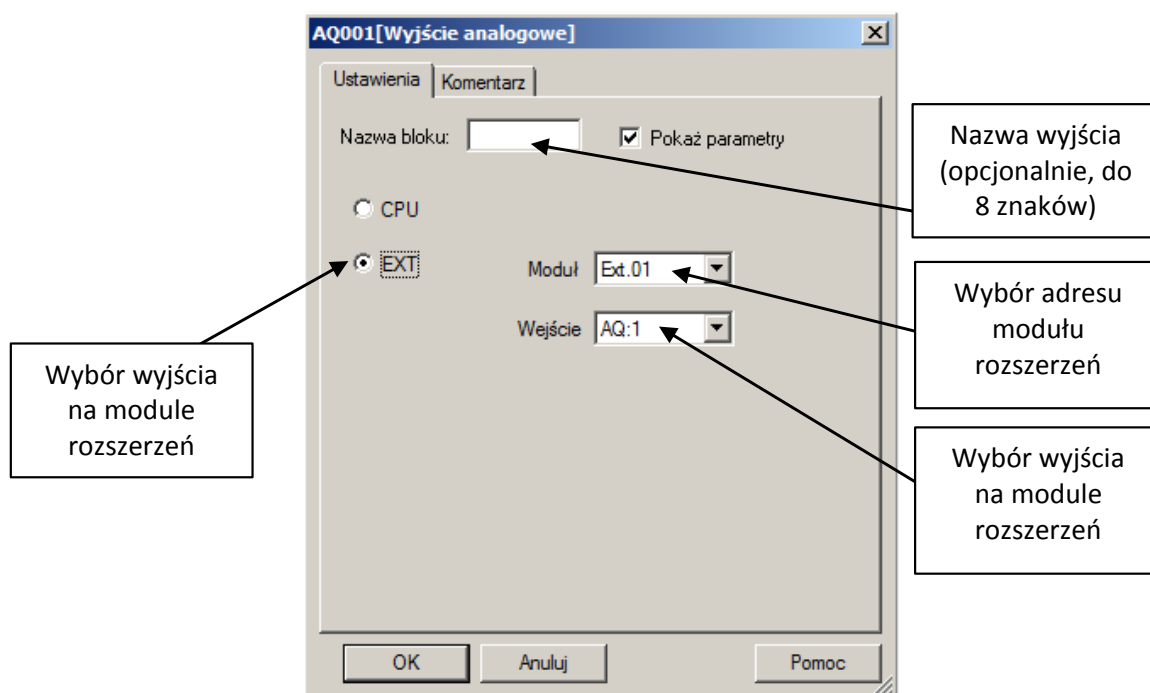 AQ001[Wyjście analogowe]
Ustawienia
Komentarz
Nazwa bloku:
Pokaż parametry
CPU
EXT
Moduł
Ext.01
Wejście
AQ:1
OK
Anuluj
Pomoc
Nazwa wyjścia
(opcjonalnie, do
8 znaków)
Wybór adresu
modułu
rozszerzeń
Wybór wyjścia
na module
rozszerzeń
Wybór wyjścia
na module
rozszerzeń